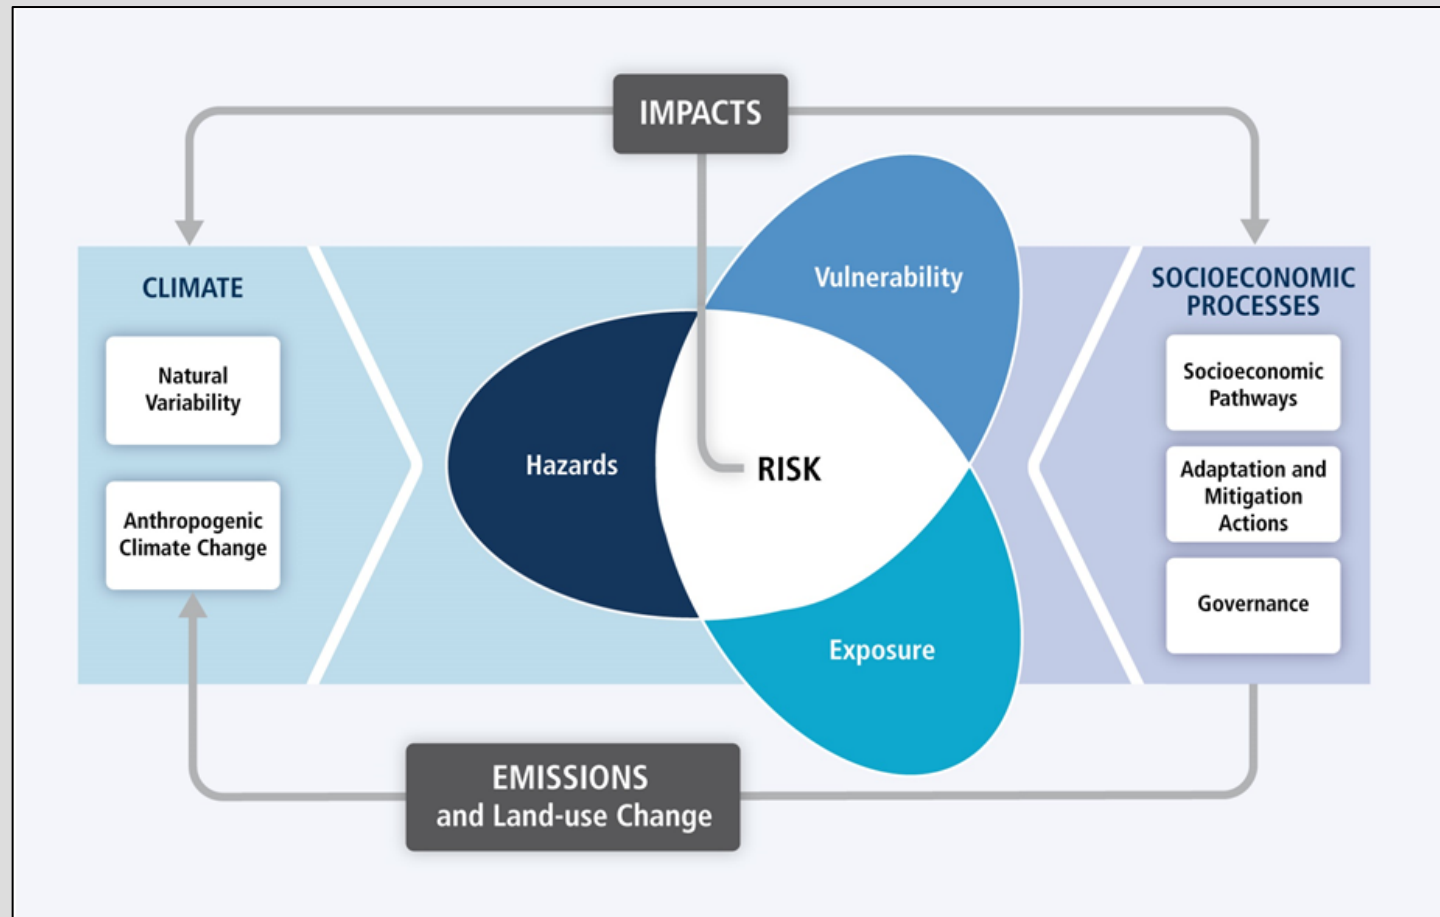 IMPACTS
CLIMATE
Natural
Variability
Anthropogenic
Climate Change
Vulnerability
Hazards
RISK
Exposure
SOCIOECONOMIC
PROCESSES
Socioeconomic
Pathways
Adaptation and
Mitigation
Actions
Governance
EMISSIONS
and Land-use Change